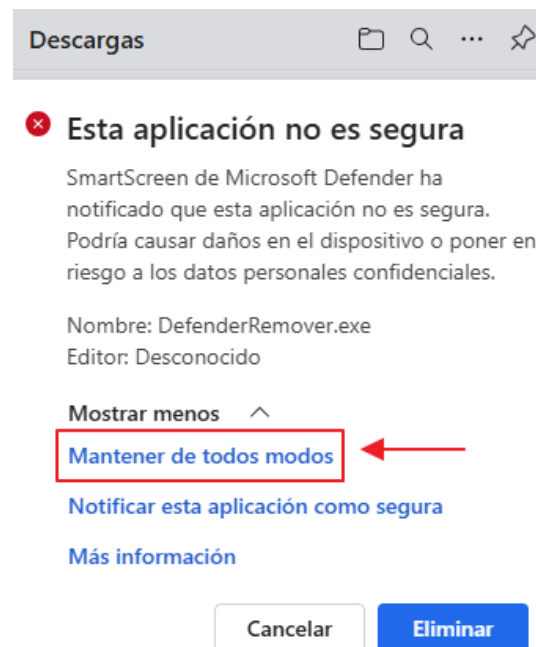 Descargas
Esta aplicación no es segura
SmartScreen de Microsoft Defender ha
notificado que esta aplicación no es segura.
Podría causar daños en el dispositivo o poner en
riesgo a los datos personales confidenciales.
Nombre: DefenderRemover.exe
Editor: Desconocido
Mostrar menos
Mantener de todos modos
Notificar esta aplicación como segura
Más información
Cancelar
Eliminar